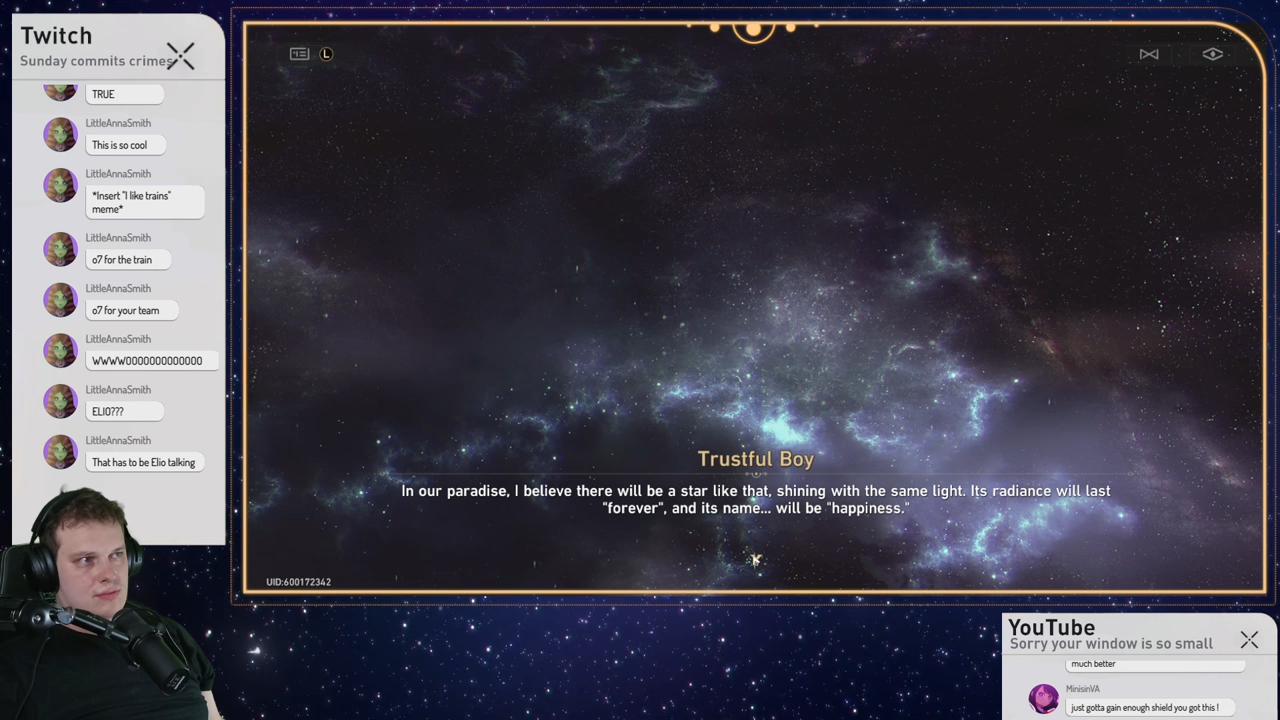 Twitch
Sunday commits crimes
TRUE
LittleAnnaSmith
This is so cool
LittleAnnaSmith
*Insert "I like trains"
meme*
LittleAnnaSmith
o7 for the train
LittleAnnaSmith
o7 for your team
LittleAnnaSmith
WWWWOOOOOOOOOOOOO
LittleAnnaSmith
ELIO???
LittleAnnaSmith
That has to be Elio talking
L
Trustful Boy
In our paradise, I believe there will be a star like that, shining with the same light. Its radiance will last
"forever", and its name... will be "happiness."
UID:600172342
YouTube
Sorry your window is so small
much better
MinisinVA
just gotta gain enough shield you got this !